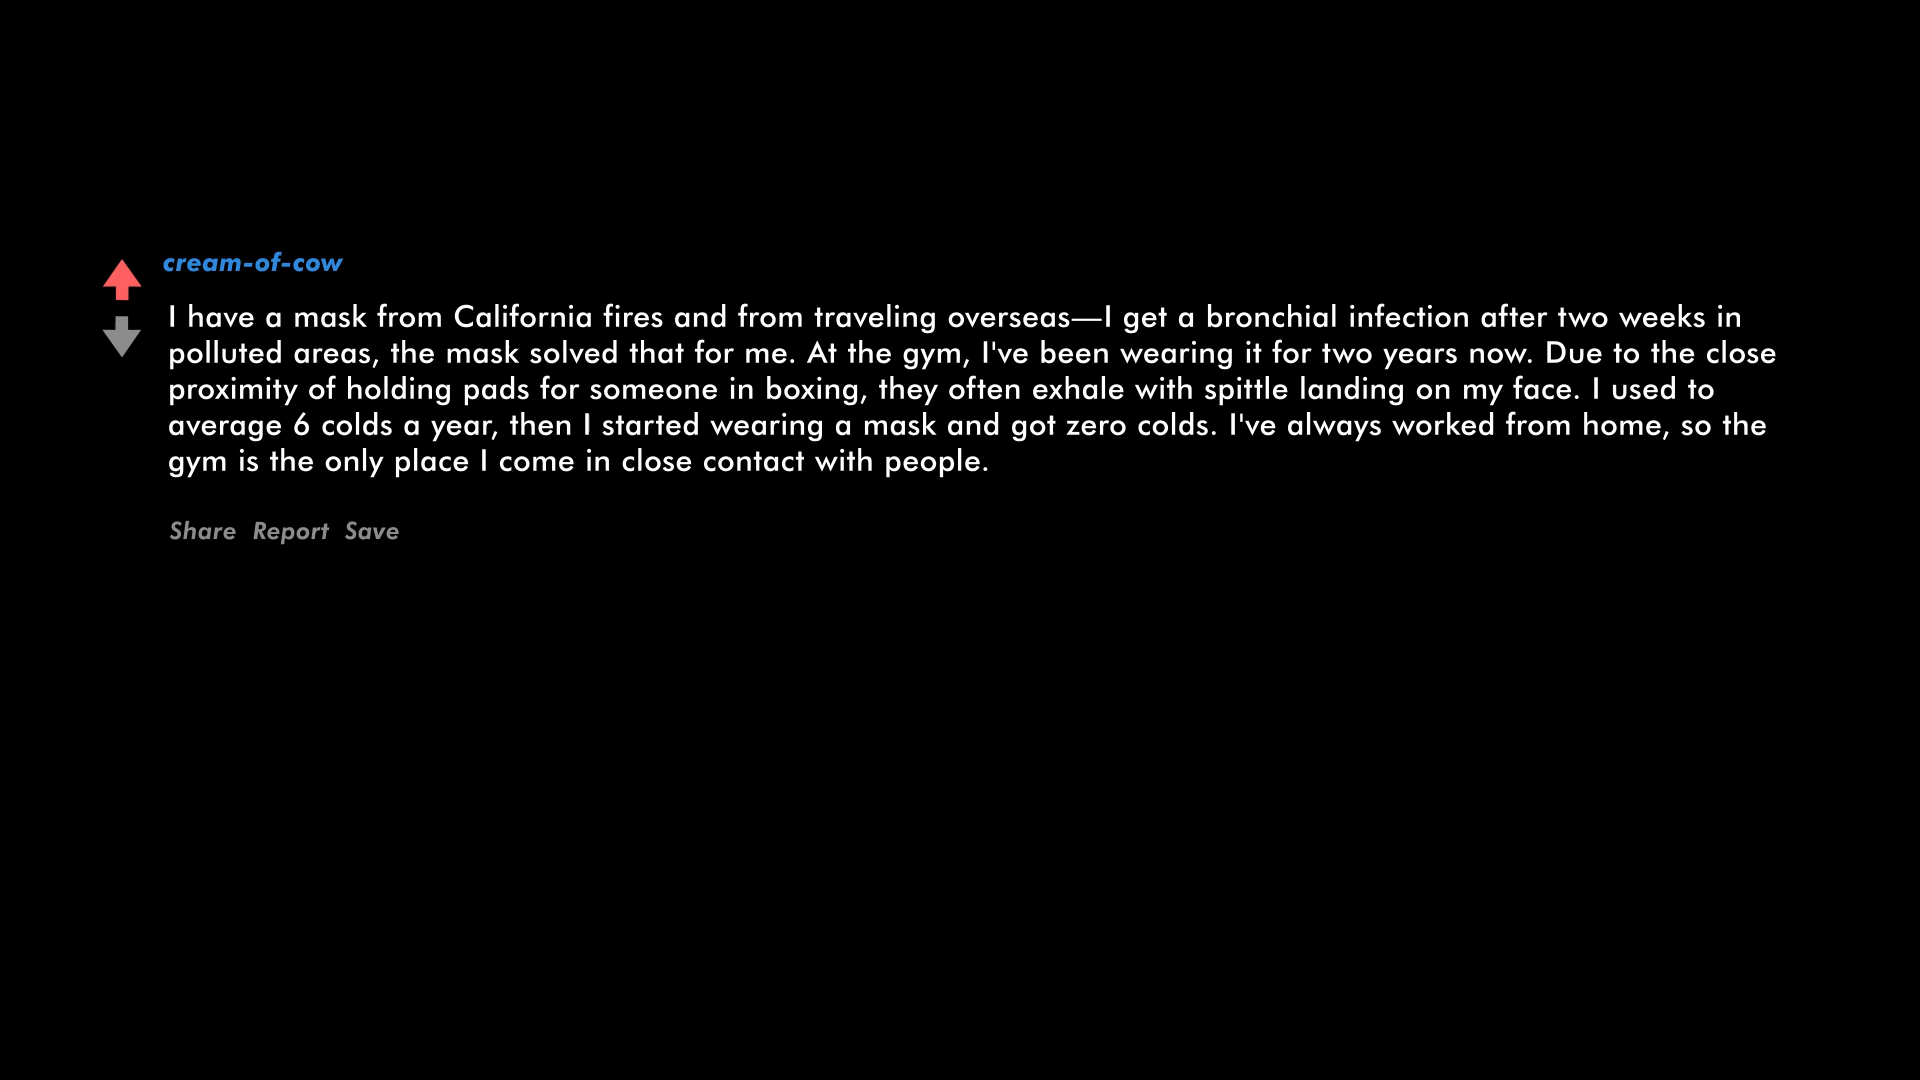 cream-of-cow
I have a mask from California fires and from traveling overseas—I get a bronchial infection after two weeks in
polluted areas, the mask solved that for me. At the gym, I've been wearing it for two years now. Due to the close
proximity of holding pads for someone in boxing, they often exhale with spittle landing on my face. I used to
average 6 colds a year, then I started wearing a mask and got zero colds. I've always worked from home, so the
gym is the only place I come in close contact with people.
Share Report Save